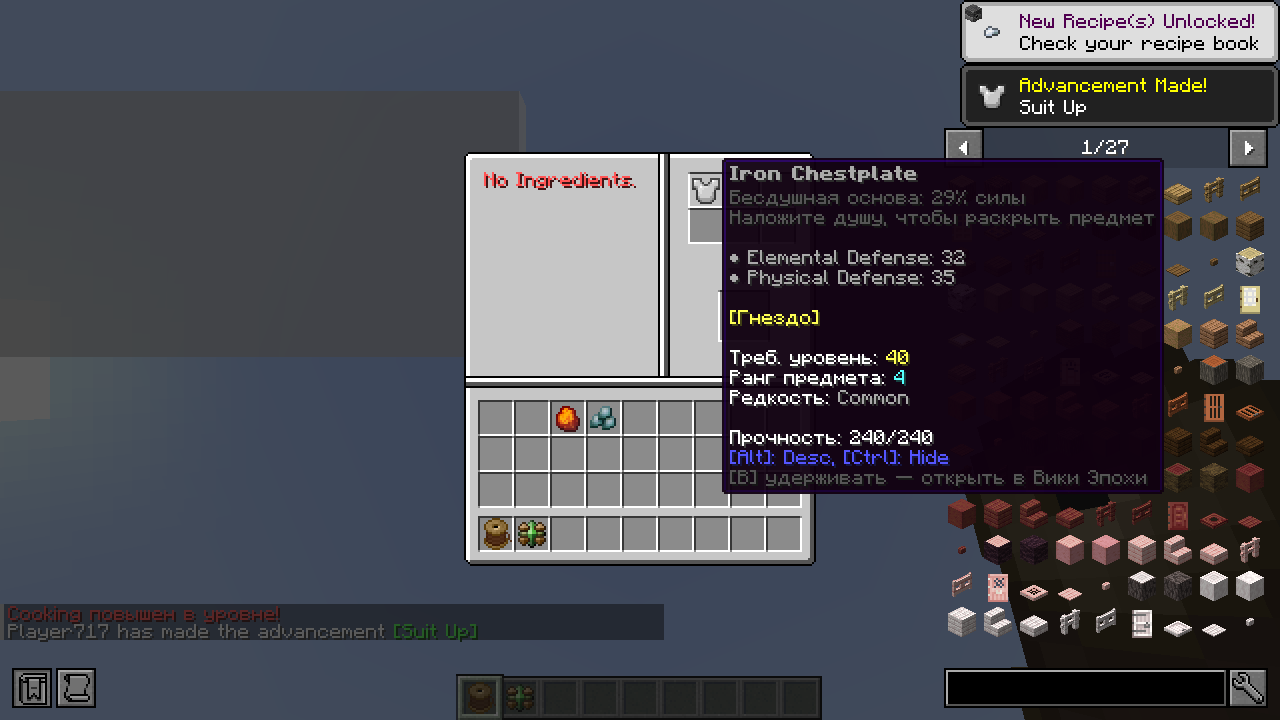 New Recipe(s) Unlocked!
Check your recipe book
Advancement Made!
Suit Up
1/27
No Ingredients.
Iron Chestplate
Бесдушная основа: 29% силы
Наложите душу, чтобы раскрыть предмет
• Elemental Defense: 32
• Physical Defense: 35
[Гнездо]
Треб. уровень: 40
Ранг предмета: 4
Редкость: Common
Прочность: 240/240
[Alt]: Desc, [Ctrl]: Hide
[B] удерживать — открыть в Вики Эпохи
Cooking повышен в уровне!
Player717 has made the advancement [Suit Up]